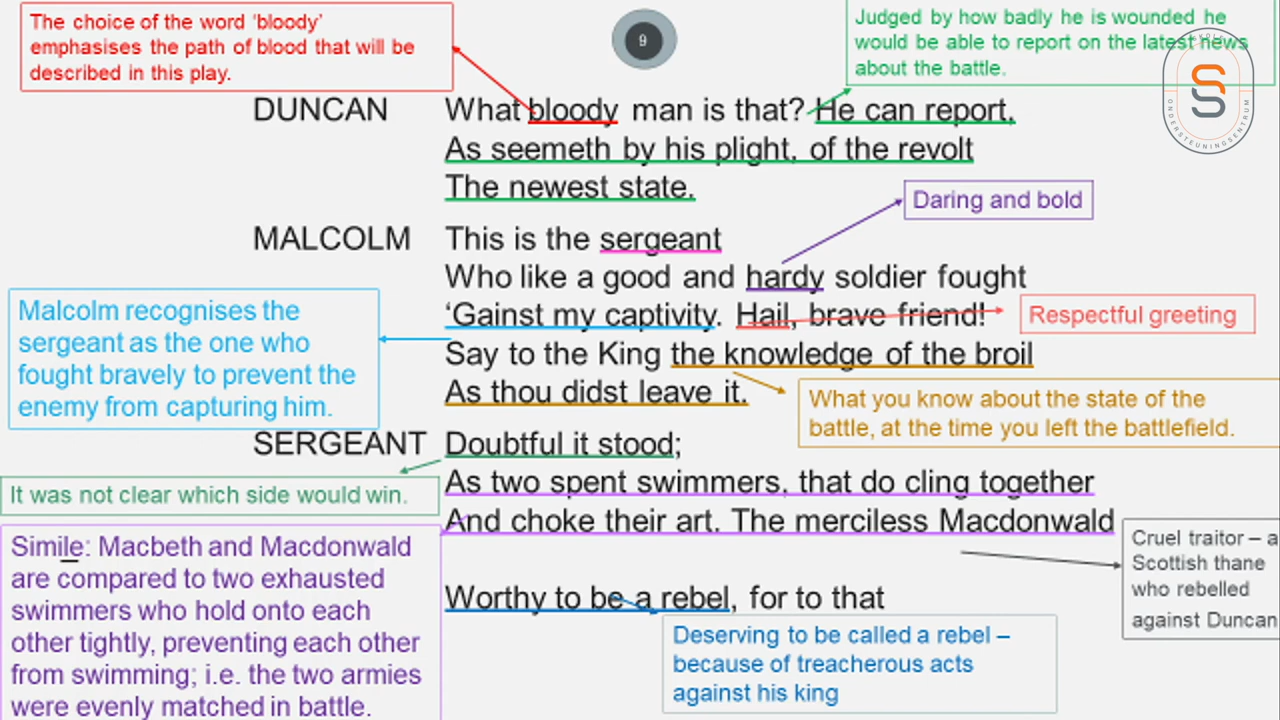 The choice of the word ‘bloody’
emphasises the path of blood that will be
described in this play.
9
Judged by how badly he is wounded he
would be able to report on the latest news
about the battle.
ONDERSTEUNINGSENTRUM
DUNCAN What bloody man is that? He can report,
As seemeth by his plight, of the revolt
The newest state.
Daring and bold
MALCOLM This is the sergeant
Who like a good and hardy soldier fought
‘Gainst my captivity. Hail, brave friend!
Respectful greeting
Say to the King the knowledge of the broil
As thou didst leave it.
Malcolm recognises the
sergeant as the one who
fought bravely to prevent the
enemy from capturing him.
What you know about the state of the
battle, at the time you left the battlefield.
SERGEANT Doubtful it stood;
As two spent swimmers, that do cling together
And choke their art. The merciless Macdonwald
It was not clear which side would win.
Simile: Macbeth and Macdonwald
are compared to two exhausted
swimmers who hold onto each
other tightly, preventing each other
from swimming; i.e. the two armies
were evenly matched in battle.
Cruel traitor – a
Scottish thane
who rebelled
against Duncan
Worthy to be a rebel, for to that
Deserving to be called a rebel –
because of treacherous acts
against his king